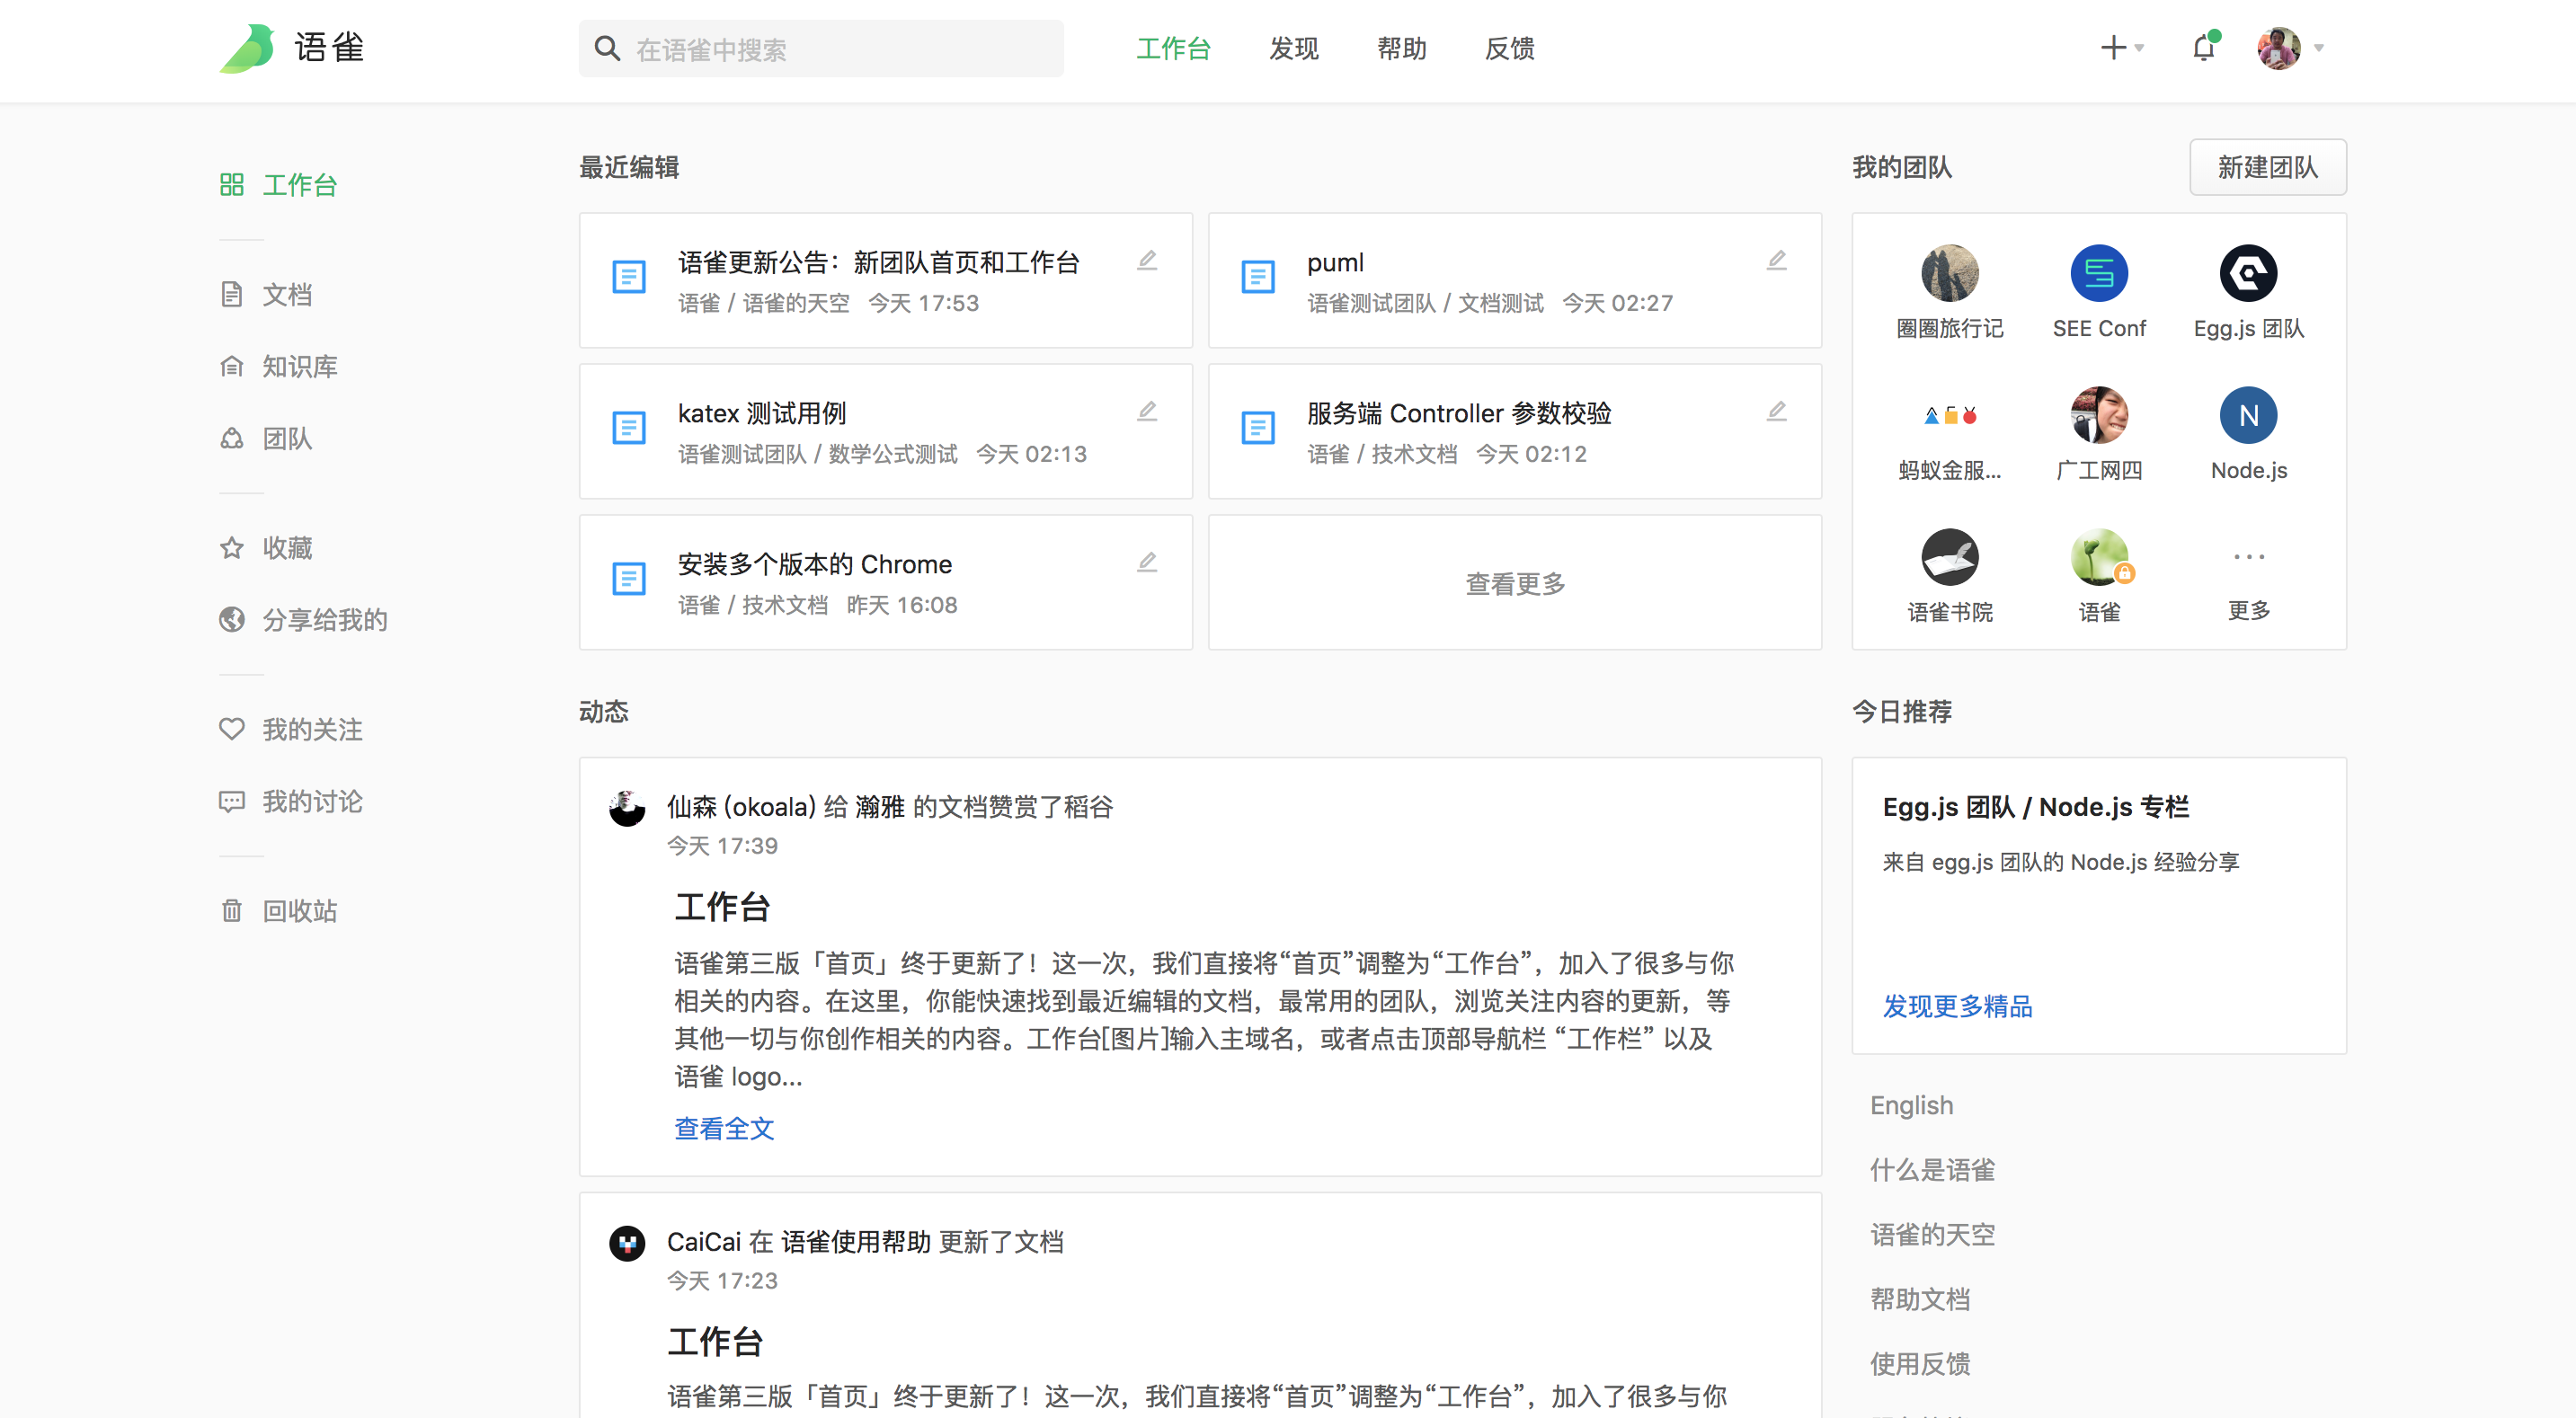 语雀
在语雀中搜索
工作台
发现
帮助
反馈
工作台
文档
知识库
团队
收藏
分享给我的
我的关注
我的讨论
回收站
最近编辑
语雀更新公告：新团队首页和工作台
语雀 / 语雀的天空 今天 17:53
puml
语雀测试团队 / 文档测试 今天 02:27
katex 测试用例
语雀测试团队 / 数学公式测试 今天 02:13
服务端 Controller 参数校验
语雀 / 技术文档 今天 02:12
安装多个版本的 Chrome
语雀 / 技术文档 昨天 16:08
查看更多
动态
仙森 (okoala) 给 瀚雅 的文档赞赏了稻谷
今天 17:39
工作台
语雀第三版「首页」终于更新了！这一次，我们直接将“首页”调整为“工作台”，加入了很多与你
相关的内容。在这里，你能快速找到最近编辑的文档，最常用的团队，浏览关注内容的更新，等
其他一切与你创作相关的内容。工作台[图片]输入主域名，或者点击顶部导航栏 “工作栏” 以及
语雀 logo...
查看全文
CaiCai 在 语雀使用帮助 更新了文档
今天 17:23
工作台
语雀第三版「首页」终于更新了！这一次，我们直接将“首页”调整为“工作台”，加入了很多与你
我的团队
新建团队
圈圈旅行记
SEE Conf
Egg.js 团队
蚂蚁金服...
广工网四
N
Node.js
语雀书院
语雀
更多
今日推荐
Egg.js 团队 / Node.js 专栏
来自 egg.js 团队的 Node.js 经验分享
发现更多精品
English
什么是语雀
语雀的天空
帮助文档
使用反馈